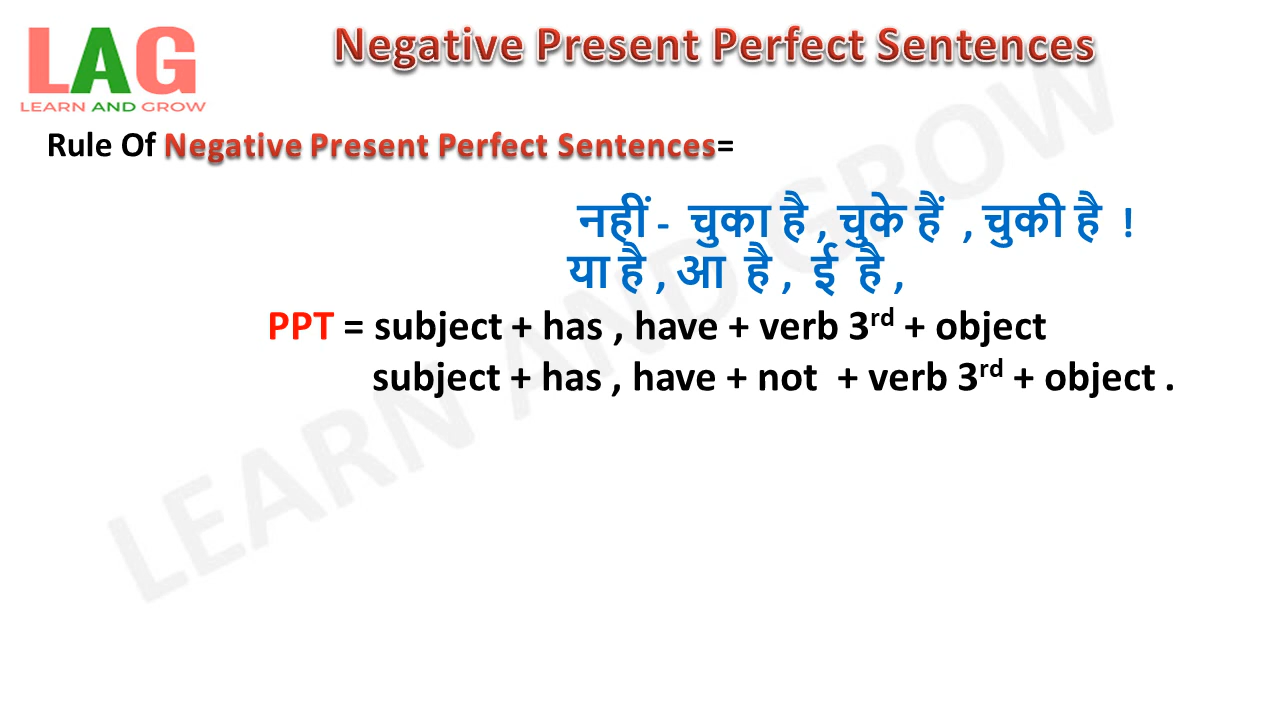 LAG
LEARN AND GROW
Negative Present Perfect Sentences
Rule Of Negative Present Perfect Sentences=
नहीं - चुका है , चुके हैं , चुकी है !
या है , आ है , ई है ,
PPT = subject + has , have + verb 3rd + object
subject + has , have + not + verb 3rd + object .
LEARN AND GROW